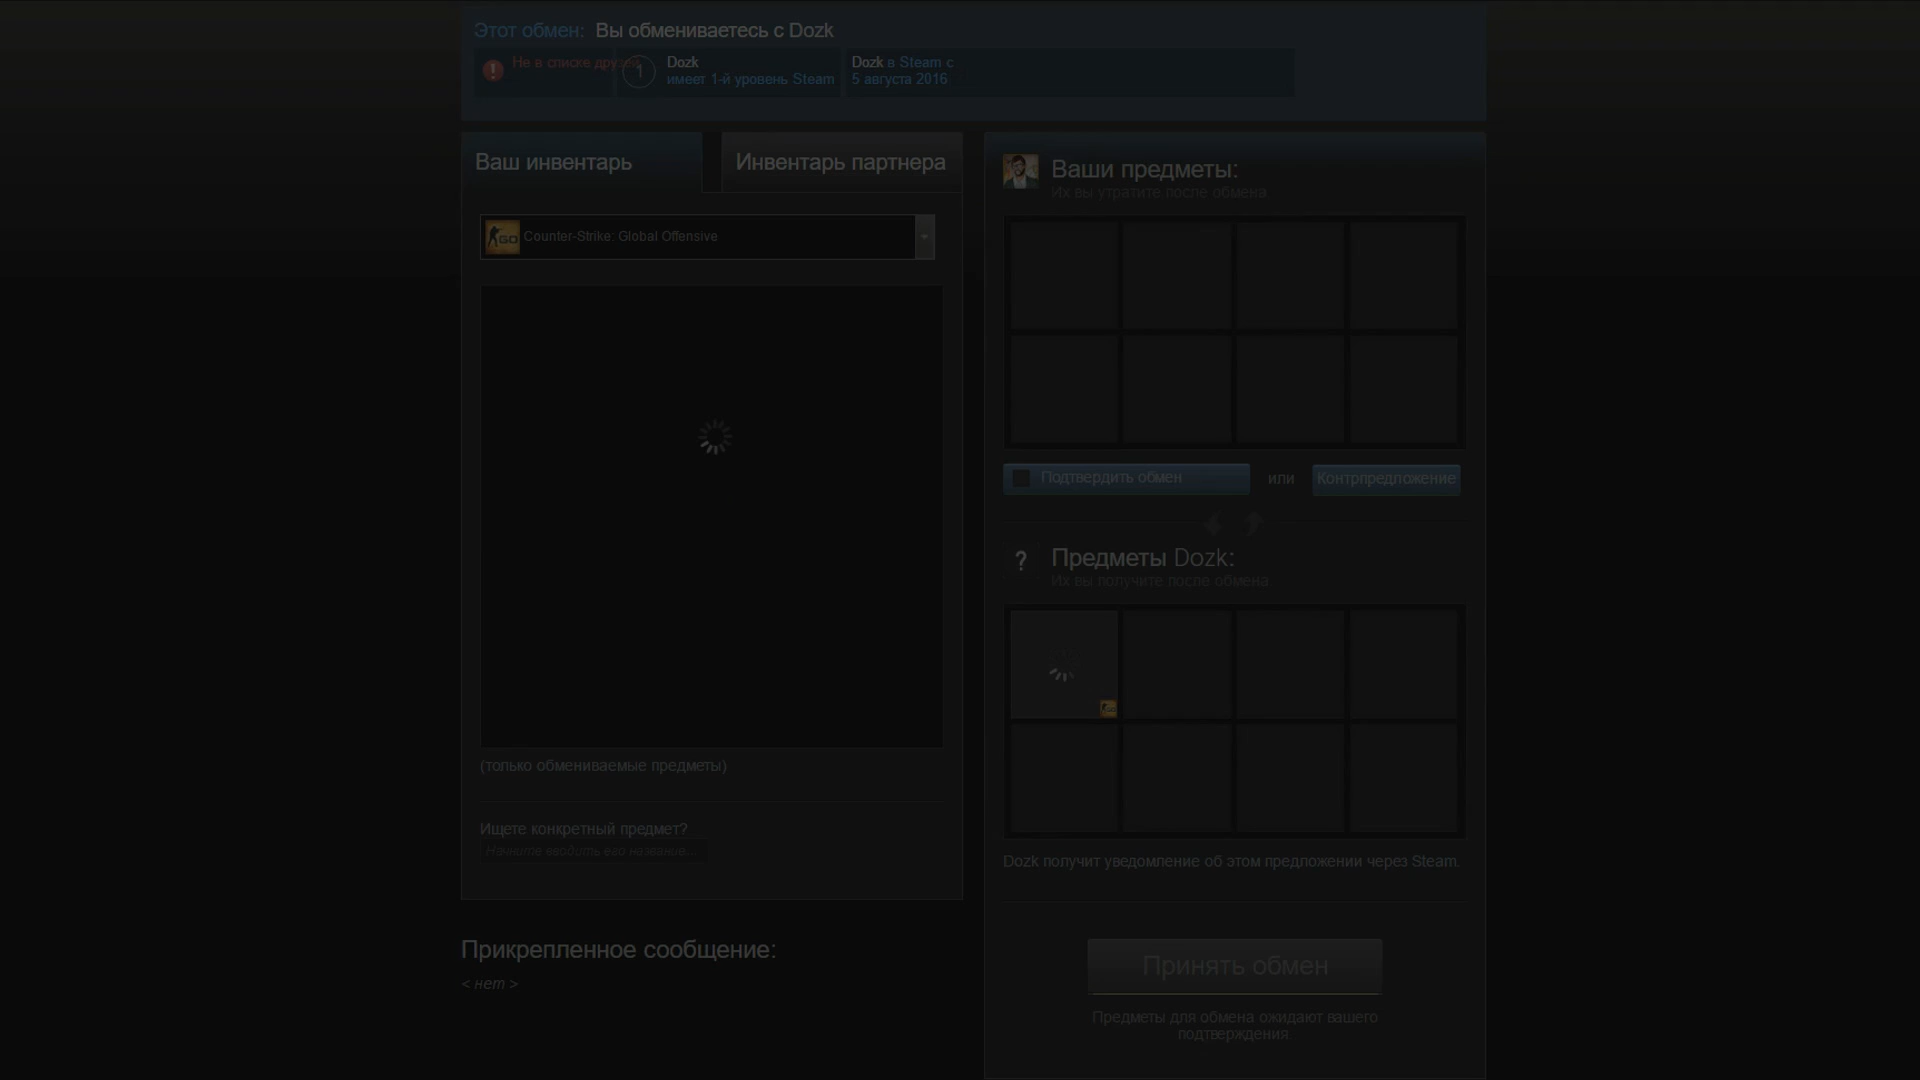 Этот обмен: Вы обмениваетесь с Dozk
Не в списке друзей
1
Dozk
имеет 1-й уровень Steam
Dozk в Steam с
5 августа 2016
Ваш инвентарь
Инвентарь партнера
GO
Counter-Strike: Global Offensive
(только обмениваемые предметы)
Ищете конкретный предмет?
Начните вводить его название...
Прикрепленное сообщение:
< нет >
Ваши предметы:
Их вы утратите после обмена
Подтвердить обмен
или
Контрпредложение
?
Предметы Dozk:
Их вы получите после обмена.
GO
Dozk получит уведомление об этом предложении через Steam.
Принять обмен
Предметы для обмена ожидают вашего
подтверждения